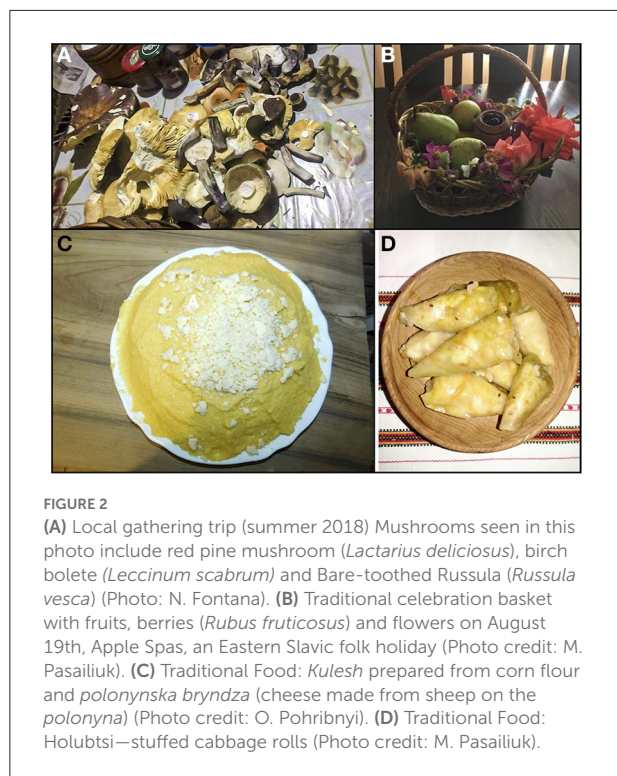 A
B
C
A
D
FIGURE 2
(A) Local gathering trip (summer 2018) Mushrooms seen in this
photo include red pine mushroom (Lactarius deliciosus), birch
bolete (Leccinum scabrum) and Bare-toothed Russula (Russula
vesca) (Photo: N. Fontana). (B) Traditional celebration basket
with fruits, berries (Rubus fruticosus) and flowers on August
19th, Apple Spas, an Eastern Slavic folk holiday (Photo credit: M.
Pasailiuk). (C) Traditional Food: Kulesh prepared from corn flour
and polonynska bryndza (cheese made from sheep on the
polonyna) (Photo credit: O. Pohribnyi). (D) Traditional Food:
Holubtsi—stuffed cabbage rolls (Photo credit: M. Pasailiuk).